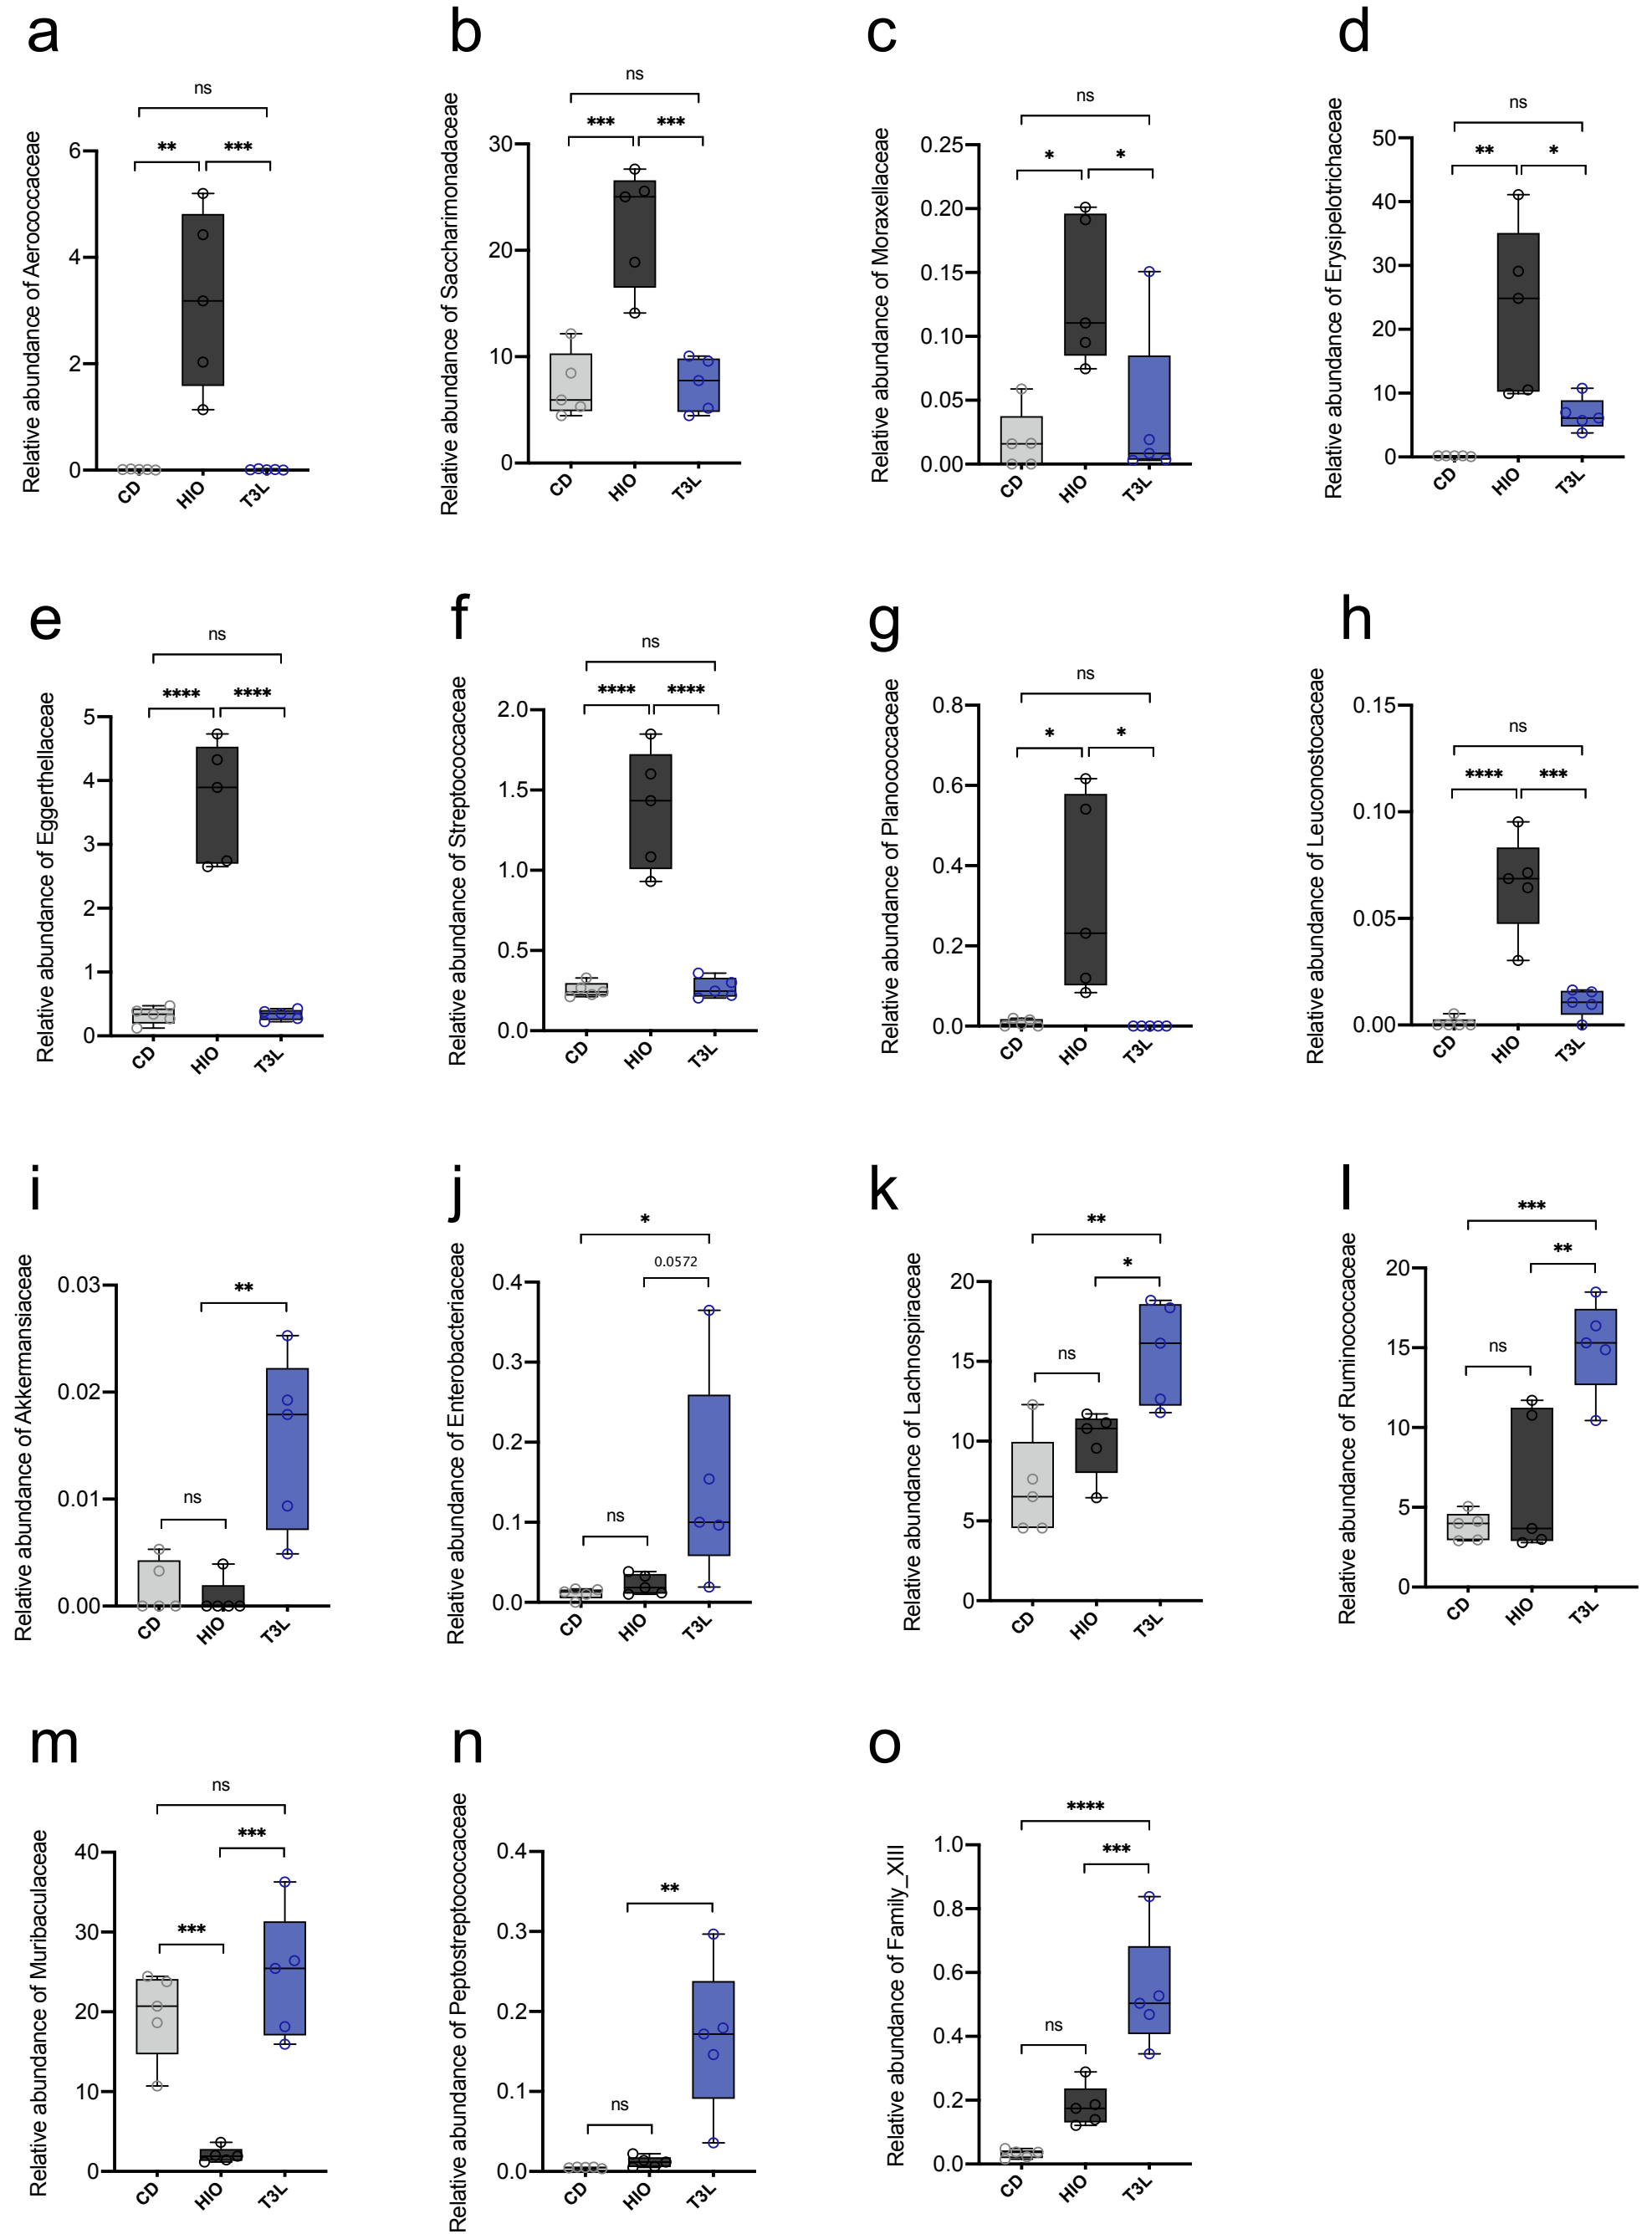 a
ns
** ***
Relative abundance of Aerococcaceae
6
4
2
0
CD HIO T3L
b
ns
*** ***
Relative abundance of Saccharimonadaceae
30
20
10
0
CD HIO T3L
c
ns
* *
Relative abundance of Moraxellaceae
0.25
0.20
0.15
0.10
0.05
0.00
CD HIO T3L
d
ns
** *
Relative abundance of Erysipelotrichaceae
50
40
30
20
10
0
CD HIO T3L
e
ns
**** ****
Relative abundance of Eggerthellaceae
5
4
3
2
1
0
CD HIO T3L
f
ns
**** ****
Relative abundance of Streptococcaceae
2.0
1.5
1.0
0.5
0.0
CD HIO T3L
g
ns
* *
Relative abundance of Planococcaceae
0.8
0.6
0.4
0.2
0.0
CD HIO T3L
h
ns
**** ***
Relative abundance of Leuconostocaceae
0.15
0.10
0.05
0.00
CD HIO T3L
i
**
ns
Relative abundance of Akkermansiaceae
0.03
0.02
0.01
0.00
CD HIO T3L
j
*
0.0572
ns
Relative abundance of Enterobacteriaceae
0.4
0.3
0.2
0.1
0.0
CD HIO T3L
k
**
*
ns
Relative abundance of Lachnospiraceae
20
15
10
5
0
CD HIO T3L
l
***
**
ns
Relative abundance of Ruminococcaceae
20
15
10
5
0
CD HIO T3L
m
ns
***
***
Relative abundance of Muribaculaceae
40
30
20
10
0
CD HIO T3L
n
**
ns
Relative abundance of Peptostreptococcaceae
0.4
0.3
0.2
0.1
0.0
CD HIO T3L
o
****
***
ns
Relative abundance of Family_XIII
1.0
0.8
0.6
0.4
0.2
0.0
CD HIO T3L